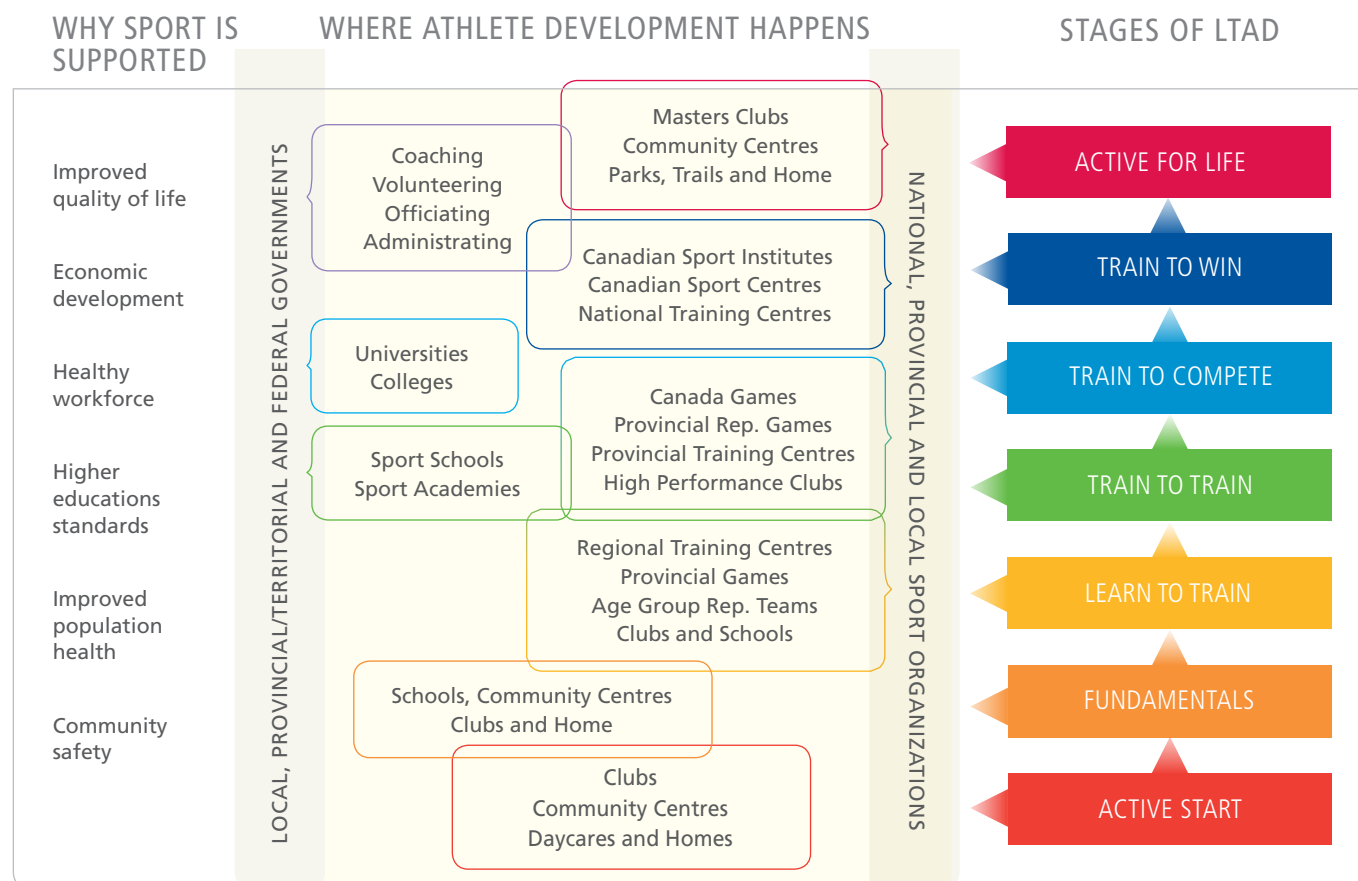 WHY SPORT IS
SUPPORTED
WHERE ATHLETE DEVELOPMENT HAPPENS
STAGES OF LTAD
Improved
quality of life
Economic
development
Healthy
workforce
Higher
educations
standards
Improved
population
health
Community
safety
LOCAL, PROVINCIAL/TERRITORIAL AND FEDERAL GOVERNMENTS
Coaching
Volunteering
Officiating
Administrating
Universities
Colleges
Sport Schools
Sport Academies
Masters Clubs
Community Centres
Parks, Trails and Home
Canadian Sport Institutes
Canadian Sport Centres
National Training Centres
Canada Games
Provincial Rep. Games
Provincial Training Centres
High Performance Clubs
Regional Training Centres
Provincial Games
Age Group Rep. Teams
Clubs and Schools
Schools, Community Centres
Clubs and Home
Clubs
Community Centres
Daycares and Homes
NATIONAL, PROVINCIAL AND LOCAL SPORT ORGANIZATIONS
ACTIVE FOR LIFE
TRAIN TO WIN
TRAIN TO COMPETE
TRAIN TO TRAIN
LEARN TO TRAIN
FUNDAMENTALS
ACTIVE START